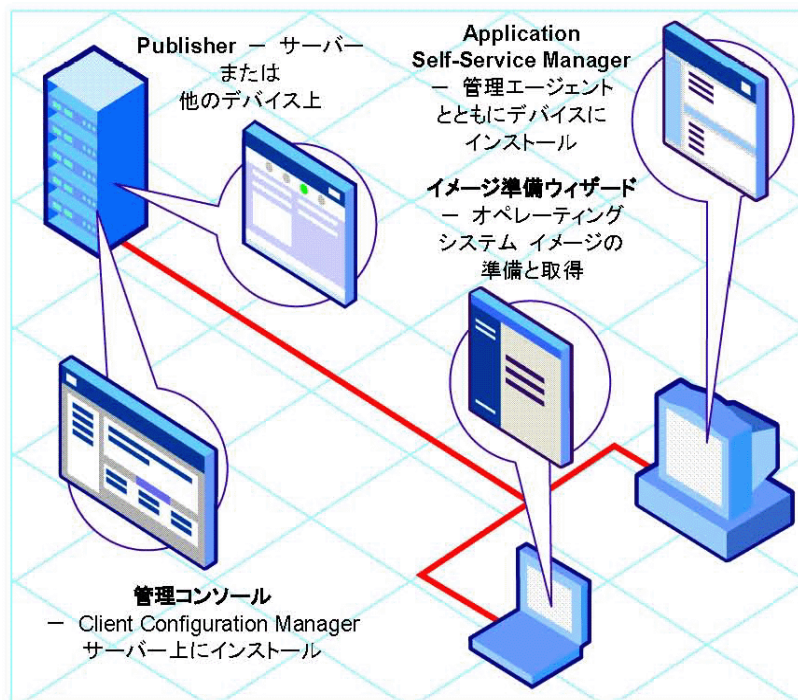 Publisher － サーバー
または
他のデバイス上
Application
Self-Service Manager
－ 管理エージェント
とともにデバイスに
インストール
イメージ準備ウィザード
－ オペレーティング
システム イメージの
準備と取得
管理コンソール
－ Client Configuration Manager
サーバー上にインストール